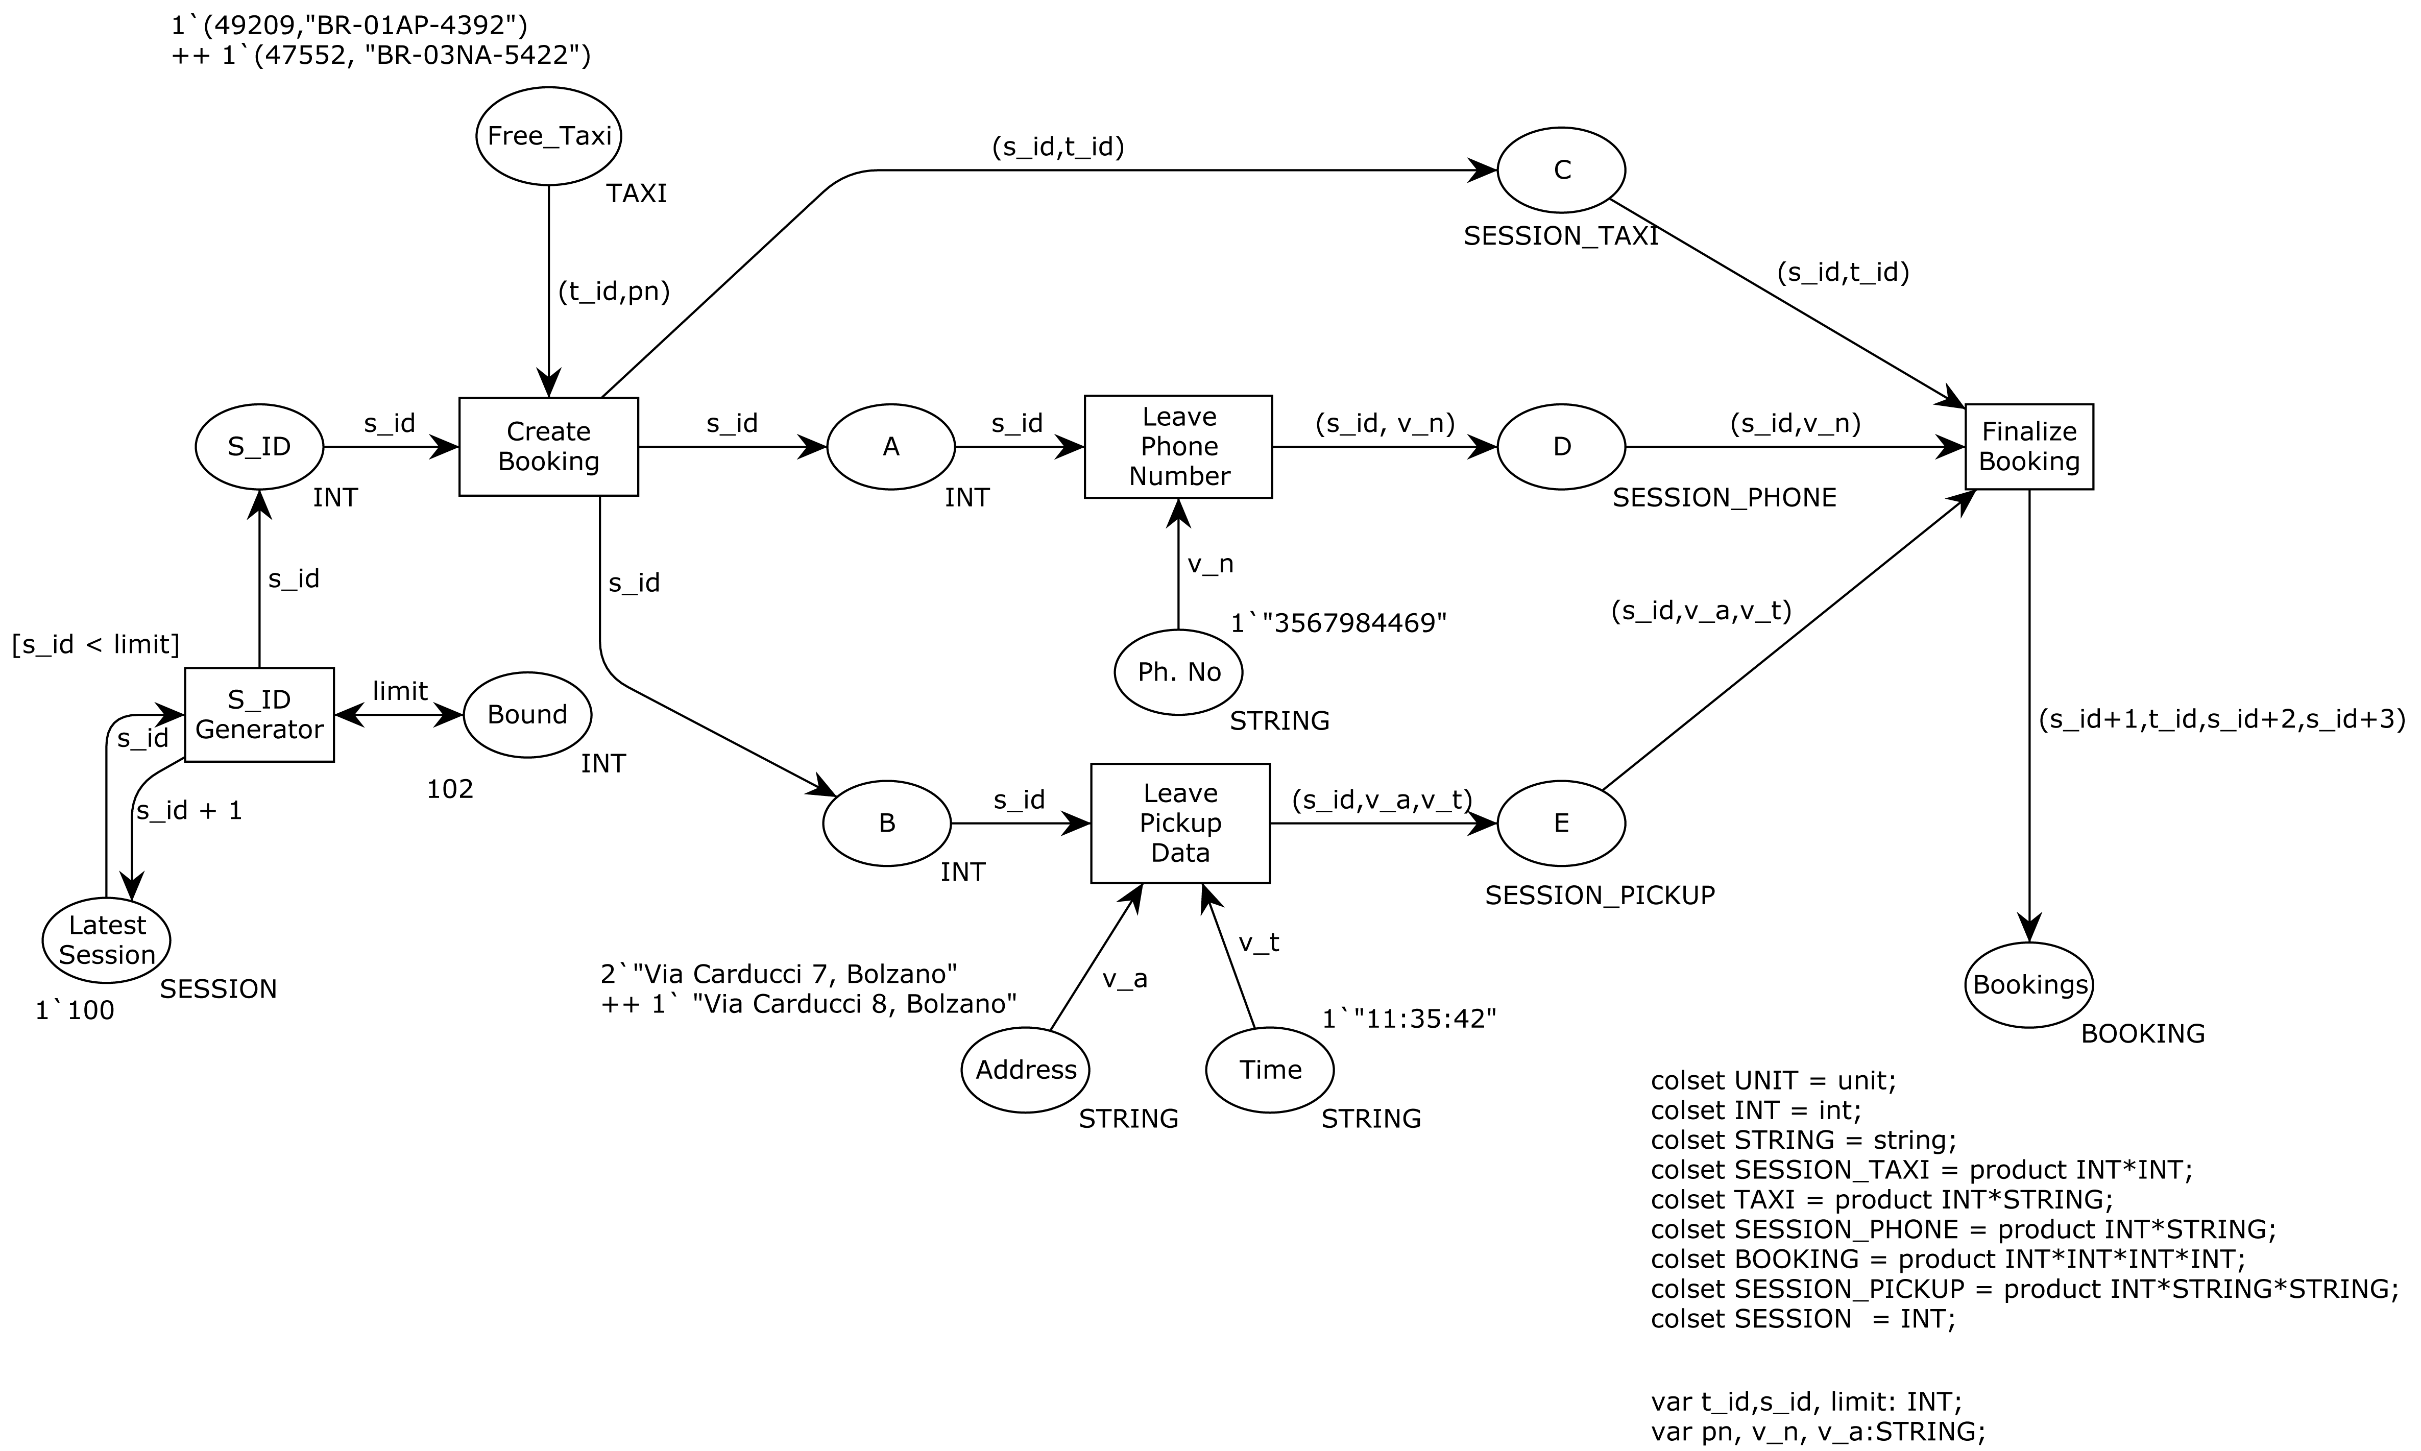 1`(49209,"BR-01AP-4392")
++ 1`(47552, "BR-03NA-5422")
Free_Taxi
TAXI
(t_id,pn)
(s_id,t_id)
C
SESSION_TAXI
(s_id,t_id)
S_ID
INT
s_id
Create
Booking
s_id
A
INT
s_id
Leave
Phone
Number
(s_id, v_n)
D
SESSION_PHONE
(s_id,v_n)
Finalize
Booking
s_id
s_id
v_n
1`"3567984469"
Ph. No
STRING
(s_id,v_a,v_t)
[s_id < limit]
S_ID
Generator
limit
Bound
INT
102
s_id
s_id + 1
Latest
Session
SESSION
1`100
B
INT
s_id
Leave
Pickup
Data
(s_id,v_a,v_t)
E
SESSION_PICKUP
(s_id+1,t_id,s_id+2,s_id+3)
2`"Via Carducci 7, Bolzano"
++ 1` "Via Carducci 8, Bolzano"
v_a
v_t
1`"11:35:42"
Address
STRING
Time
STRING
Bookings
BOOKING
colset UNIT = unit;
colset INT = int;
colset STRING = string;
colset SESSION_TAXI = product INT*INT;
colset TAXI = product INT*STRING;
colset SESSION_PHONE = product INT*STRING;
colset BOOKING = product INT*INT*INT*INT;
colset SESSION_PICKUP = product INT*STRING*STRING;
colset SESSION  = INT;
var t_id,s_id, limit: INT;
var pn, v_n, v_a:STRING;